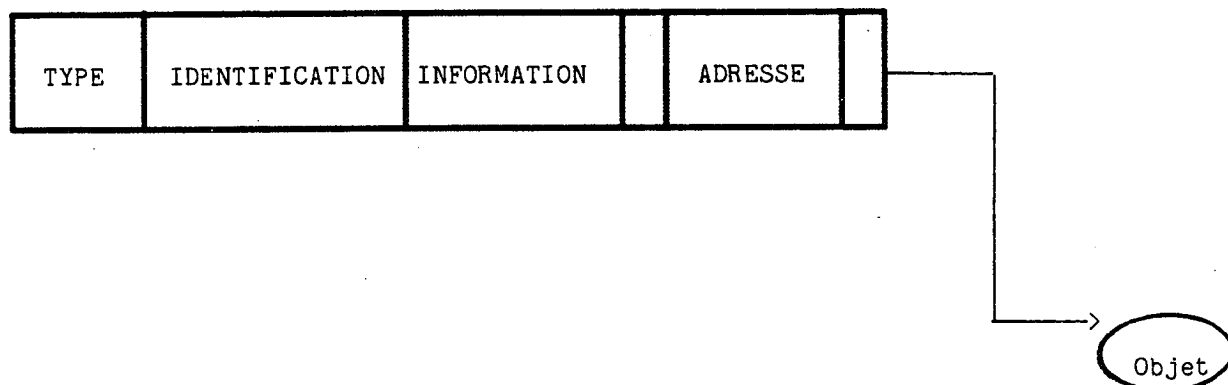 TYPE IDENTIFICATION INFORMATION ADRESSE
Objet